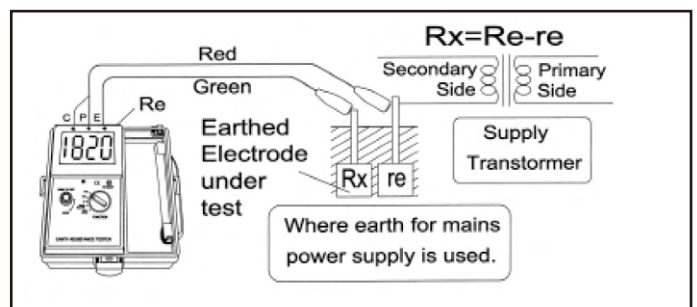 Rx=Re-re
Red
Green
Secondary
Side
Primary
Side
C P E
Re
1820
Earthed
Electrode
under
test
Rx
re
Supply
Transtormer
Where earth for mains
power supply is used.
EARTH RESISTANCE TESTER